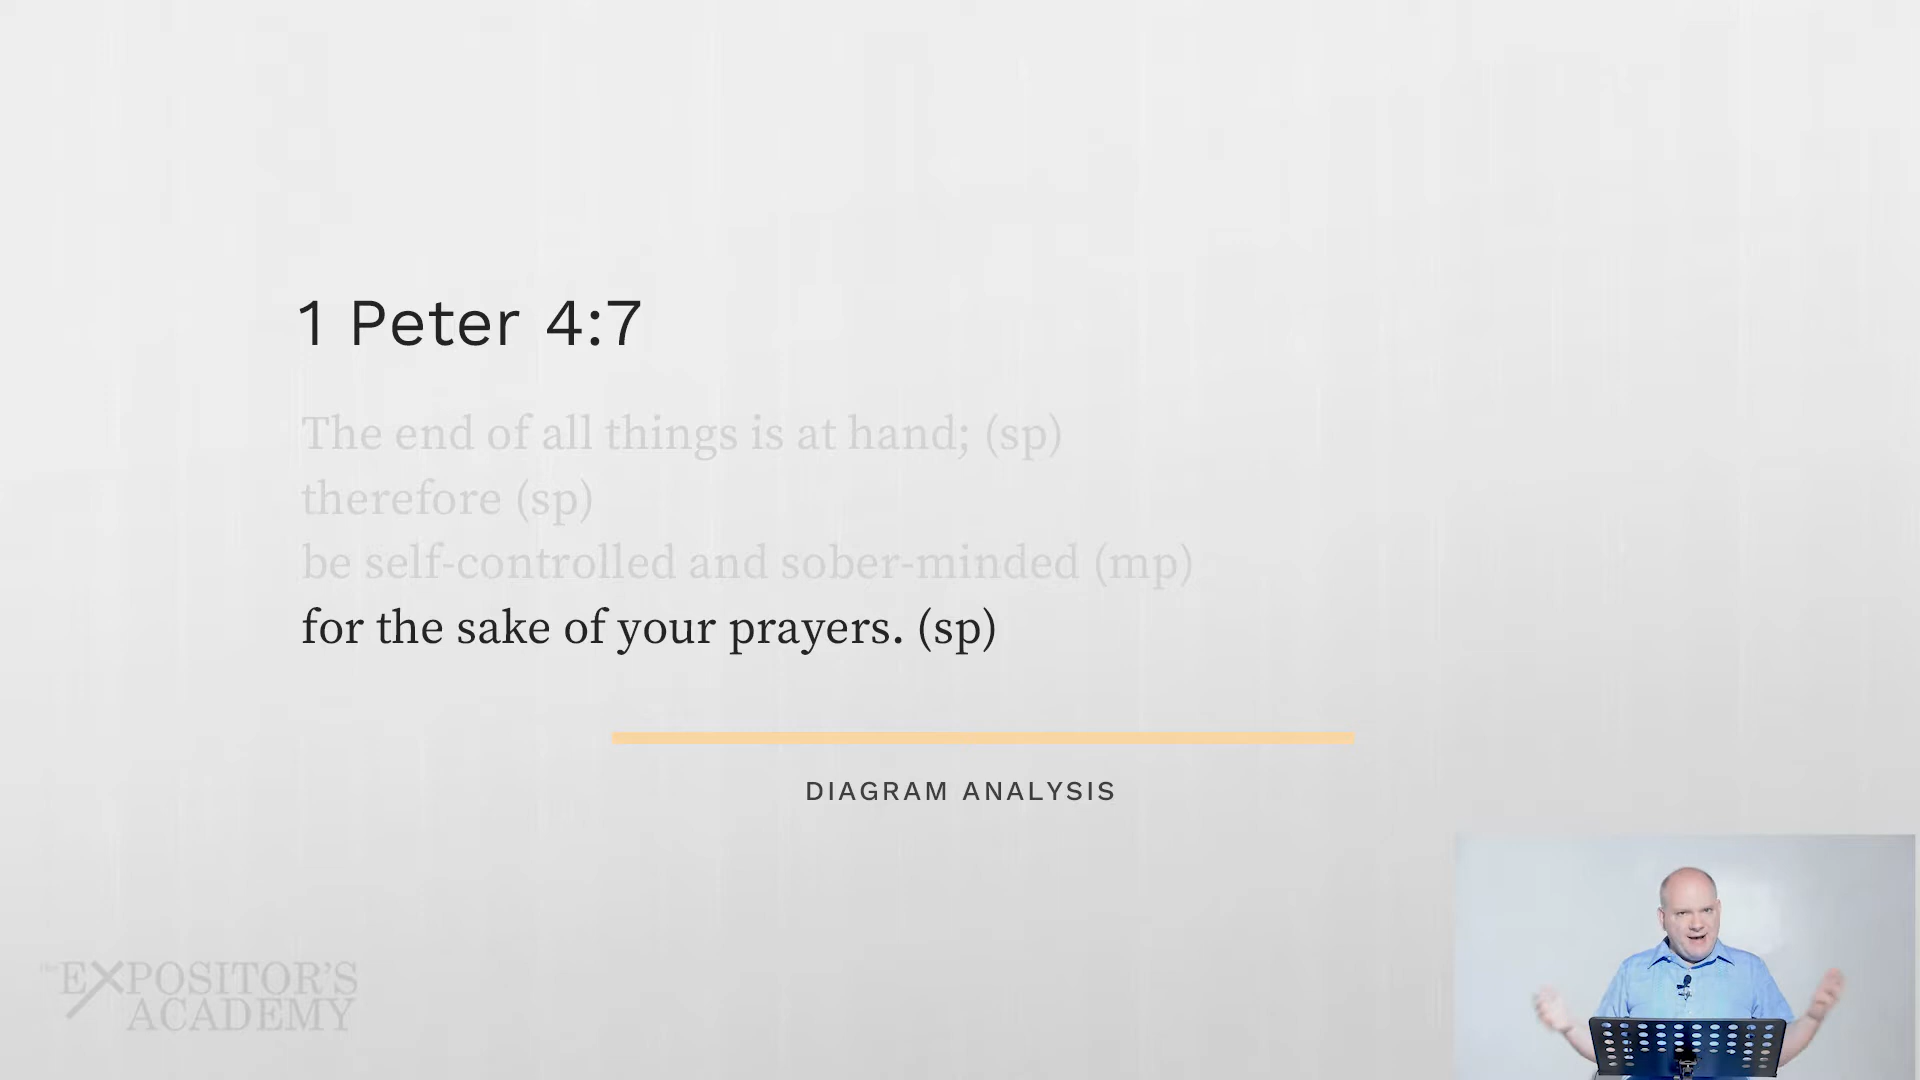 1 Peter 4:7
The end of all things is at hand; (sp)
therefore (sp)
be self-controlled and sober-minded (mp)
for the sake of your prayers. (sp)
DIAGRAM ANALYSIS
the EXPOSITOR'S
ACADEMY